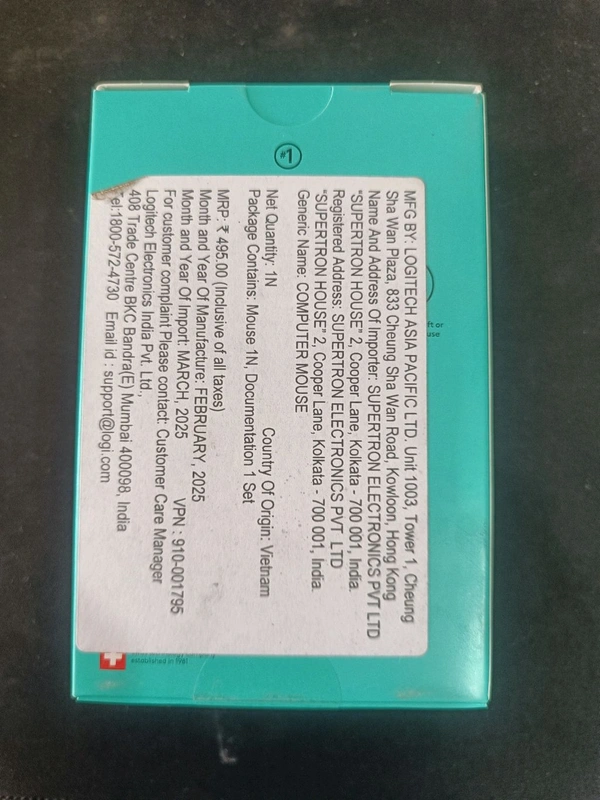 #1
MFG BY: LOGITECH ASIA PACIFIC LTD. Unit 1003, Tower 1, Cheung
Sha Wan Plaza, 833 Cheung Sha Wan Road, Kowloon, Hong Kong
Name And Address Of Importer: SUPERTRON ELECTRONICS PVT LTD
"SUPERTRON HOUSE" 2, Cooper Lane, Kolkata - 700 001, India
Registered Address: SUPERTRON ELECTRONICS PVT LTD
"SUPERTRON HOUSE" 2, Cooper Lane, Kolkata - 700 001, India
Generic Name: COMPUTER MOUSE
Net Quantity: 1N Country Of Origin: Vietnam
Package Contains: Mouse 1N, Documentation 1 Set
MRP: ₹ 495.00 (Inclusive of all taxes)
Month and Year Of Manufacture: FEBRUARY, 2025
Month and Year Of Import: MARCH, 2025 VPN : 910-001795
For customer complaint Please contact: Customer Care Manager
Logitech Electronics India Pvt. Ltd.,
408 Trade Centre BKC Bandra(E) Mumbai 400098, India
Tel:1800-572-4730 Email id : support@logi.com
established in 1981